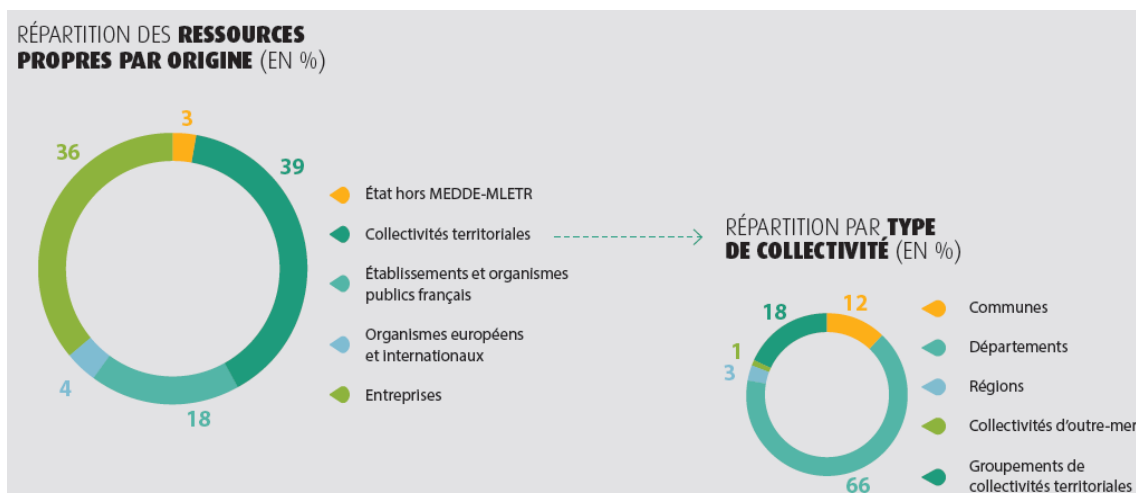 RÉPARTITION DES RESSOURCES
PROPRES PAR ORIGINE (EN %)
3
36
39
4
18
État hors MEDDE-MLETR
Collectivités territoriales
Établissements et organismes
publics français
Organismes européens
et internationaux
Entreprises
RÉPARTITION PAR TYPE
DE COLLECTIVITÉ (EN %)
12
18
1
3
66
Communes
Départements
Régions
Collectivités d'outre-mer
Groupements de
collectivités territoriales